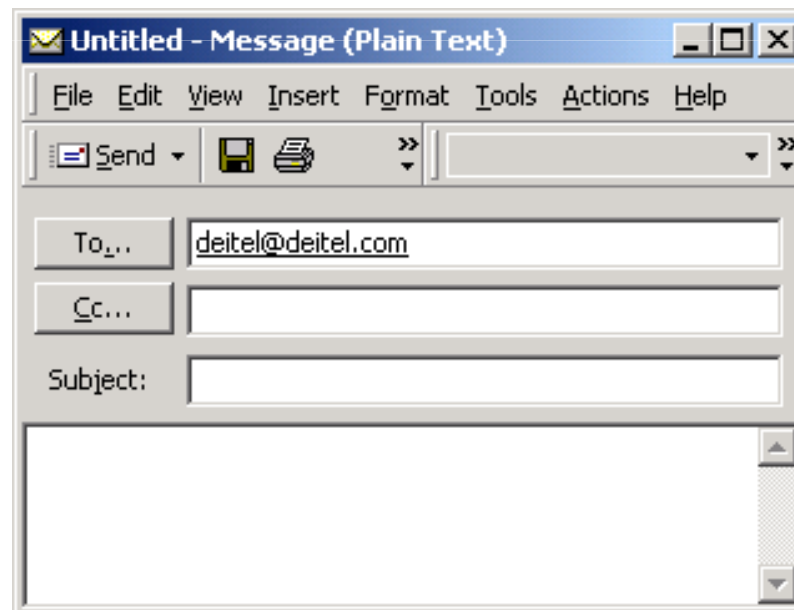 Untitled - Message (Plain Text)
File Edit View Insert Format Tools Actions Help
Send
To... deitel@deitel.com
Cc...
Subject: